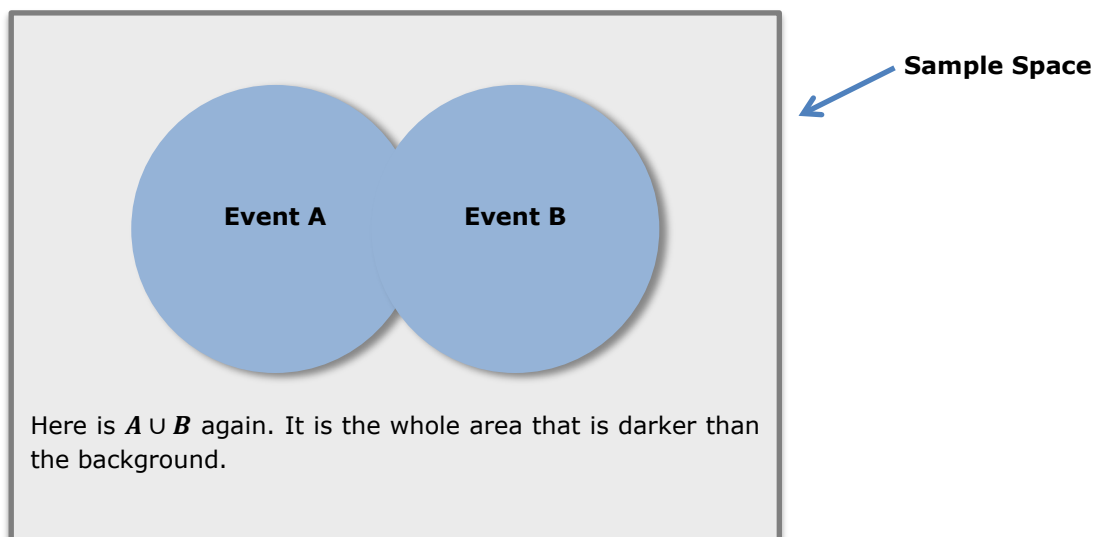 Sample Space
Event A
Event B
Here is A ∪ B again. It is the whole area that is darker than
the background.